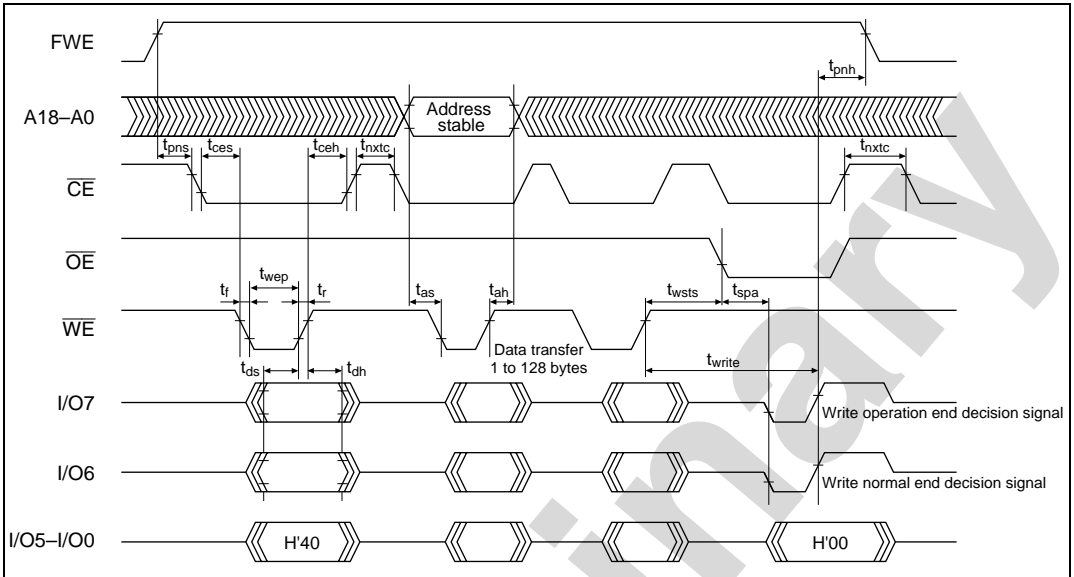 FWE
tpnh
A18–A0
Address
stable
tpns
tces
tceh
tnxtc
tnxtc
CE
OE
tf
twep
tr
tas
tah
twsts
tspa
WE
Data transfer
1 to 128 bytes
twrite
tds
tdh
I/O7
Write operation end decision signal
I/O6
Write normal end decision signal
I/O5–I/O0
H'40
H'00
inary